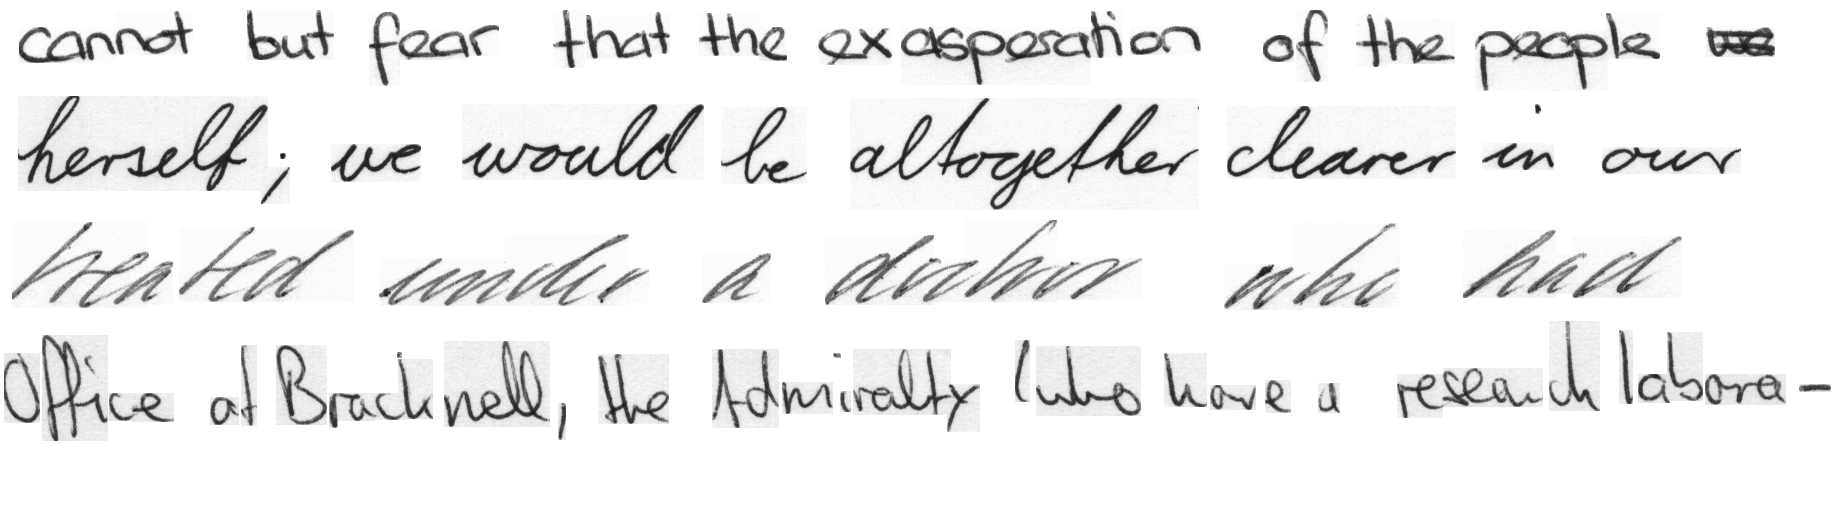 cannot but fear that the exasperation of the people
herself; we would be altogether clearer in our
treated under a doctor who had
Office at Bracknell, the Admiralty (who have a research labora-